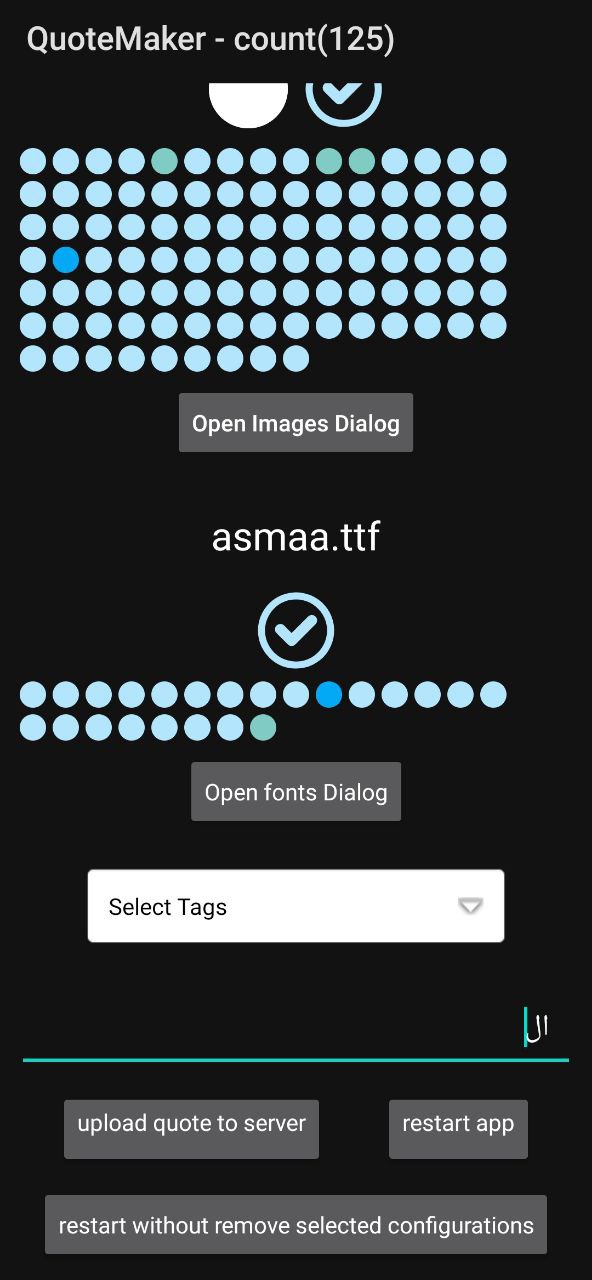 QuoteMaker - count(125)
Open Images Dialog
asmaa.ttf
Open fonts Dialog
Select Tags
ال
upload quote to server
restart app
restart without remove selected configurations